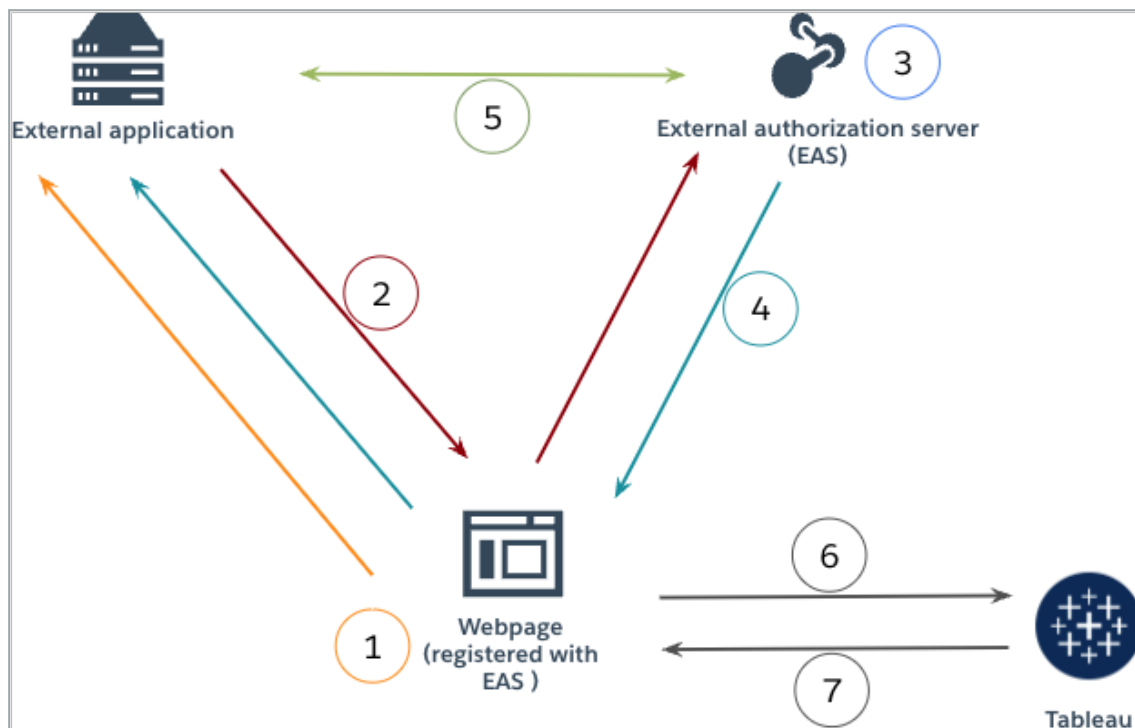 3
External application
5
External authorization server
(EAS)
2
4
6
1
Webpage
(registered with
EAS )
7
Tableau